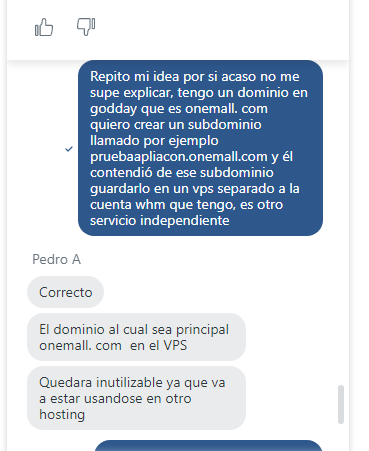 Repito mi idea por si acaso no me
supe explicar, tengo un dominio en
godday que es onemall. com
quiero crear un subdominio
llamado por ejemplo
pruebaapliacon.onemall.com y él
contendió de ese subdominio
guardarlo en un vps separado a la
cuenta whm que tengo, es otro
servicio independiente
Pedro A
Correcto
El dominio al cual sea principal
onemall. com  en el VPS
Quedara inutilizable ya que va
a estar usandose en otro
hosting